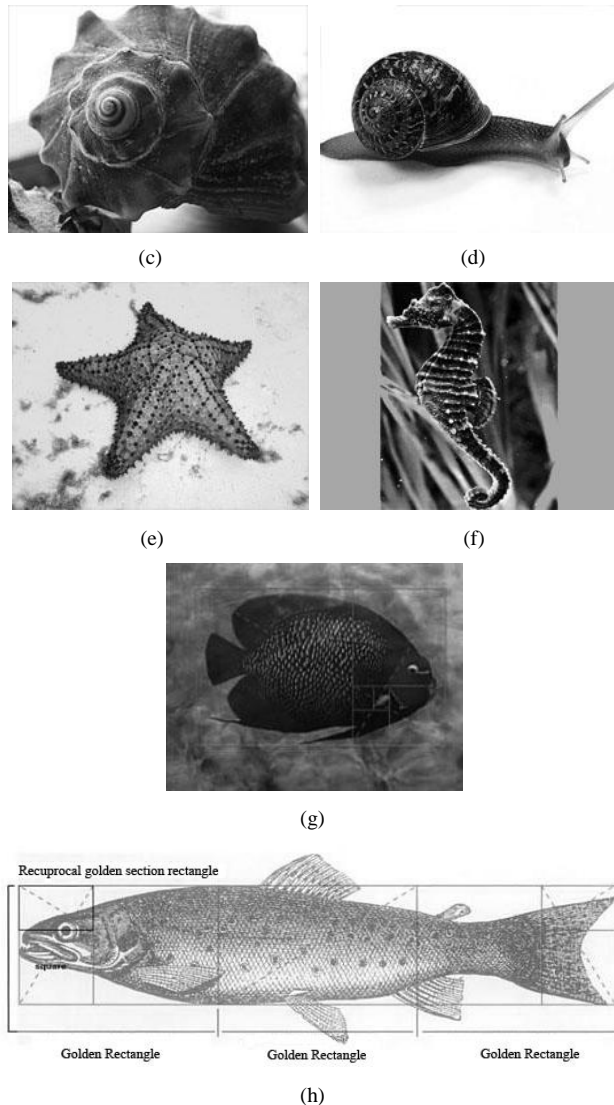 (c)
(d)
(e)
(f)
(g)
Recuprocal golden section rectangle
square
Golden Rectangle
Golden Rectangle
Golden Rectangle
(h)